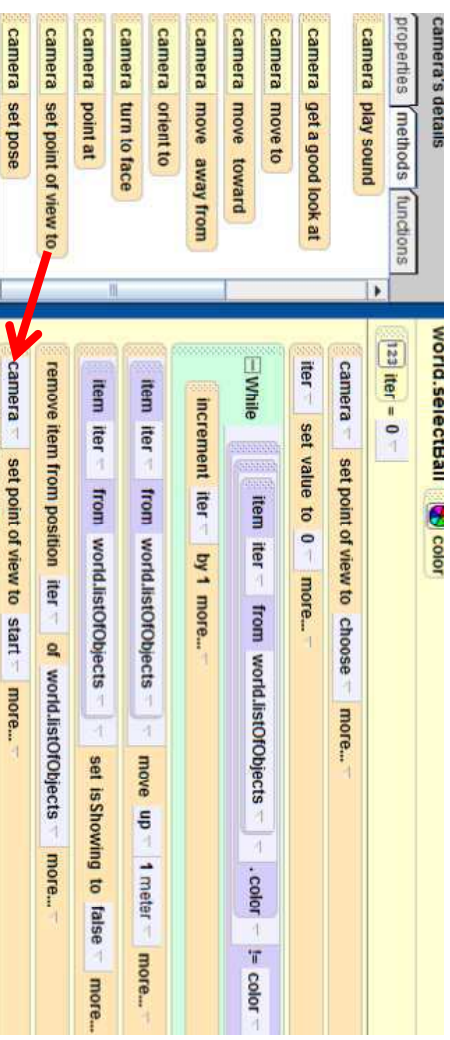 camera's details
properties methods functions
camera play sound
camera get a good look at
camera move to
camera move toward
camera move away from
camera orient to
camera turn to face
camera point at
camera set point of view to
camera set pose
world.selectBall color
123 iter = 0
camera set point of view to choose more...
iter set value to 0 more...
While item iter from world.listOfObjects .color != color
increment iter by 1 more...
item iter from world.listOfObjects move up 1 meter more...
item iter from world.listOfObjects set isShowing to false more...
remove item from position iter of world.listOfObjects more...
camera set point of view to start more...